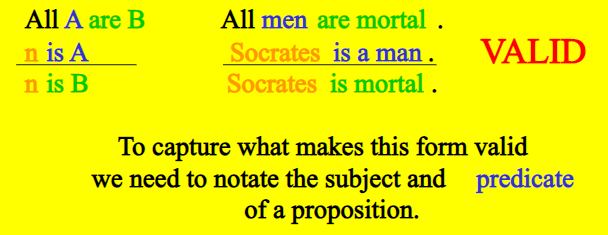 All A are B
n is A
n is B
All men are mortal .
Socrates is a man .
Socrates is mortal .
VALID
To capture what makes this form valid
we need to notate the subject and predicate
of a proposition.